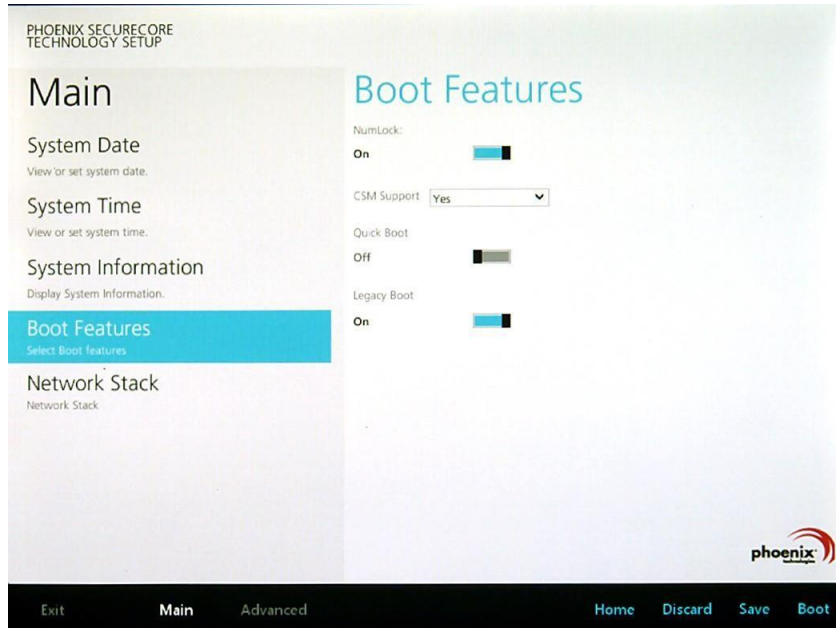 PHOENIX SECURECORE
TECHNOLOGY SETUP
Main
System Date
View or set system date.
System Time
View or set system time.
System Information
Display System Information.
Boot Features
Select Boot features
Network Stack
Network Stack
Boot Features
NumLock:
On
CSM Support Yes
Quick Boot
Off
Legacy Boot
On
phoenix
technologies
Exit Main Advanced Home Discard Save Boot